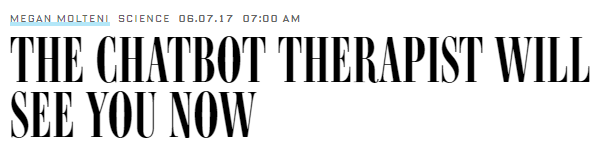 MEGAN MOLTENI SCIENCE 06.07.17 07:00 AM
THE CHATBOT THERAPIST WILL
SEE YOU NOW